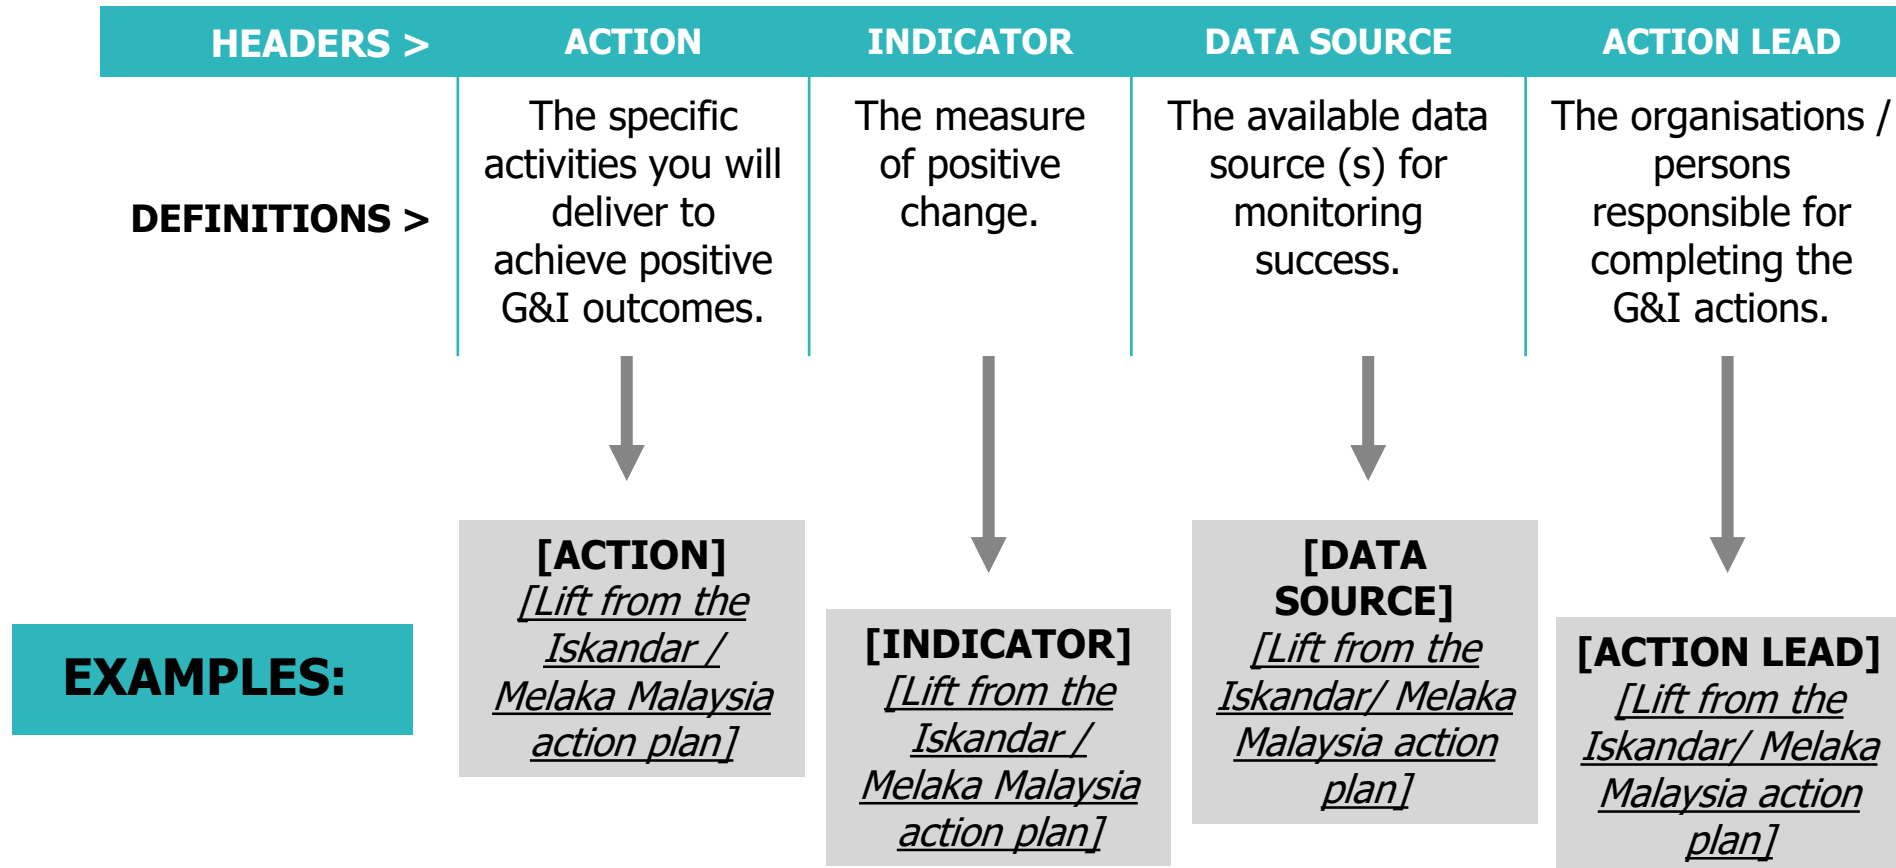 HEADERS >
ACTION
INDICATOR
DATA SOURCE
ACTION LEAD
DEFINITIONS >
The specific
activities you will
deliver to
achieve positive
G&I outcomes.
The measure
of positive
change.
The available data
source (s) for
monitoring
success.
The organisations /
persons
responsible for
completing the
G&I actions.
EXAMPLES:
[ACTION]
[Lift from the
Iskandar /
Melaka Malaysia
action plan]
[INDICATOR]
[Lift from the
Iskandar /
Melaka Malaysia
action plan]
[DATA
SOURCE]
[Lift from the
Iskandar/ Melaka
Malaysia action
plan]
[ACTION LEAD]
[Lift from the
Iskandar/ Melaka
Malaysia action
plan]